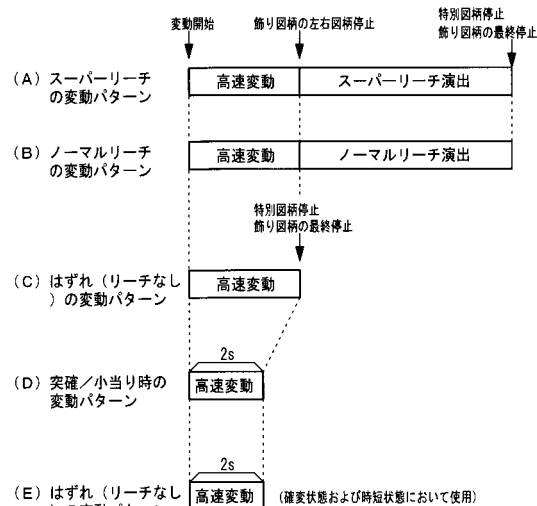 変動開始
飾り図柄の左右図柄停止
特別図柄停止
飾り図柄の最終停止
(A) スーパーリーチ
の変動パターン
高速変動
スーパーリーチ演出
(B) ノーマルリーチ
の変動パターン
高速変動
ノーマルリーチ演出
特別図柄停止
飾り図柄の最終停止
(C) はずれ（リーチなし
）の変動パターン
高速変動
2s
(D) 突確／小当り時の
変動パターン
高速変動
2s
(E) はずれ（リーチなし
高速変動
(確変状態および時短状態において使用)